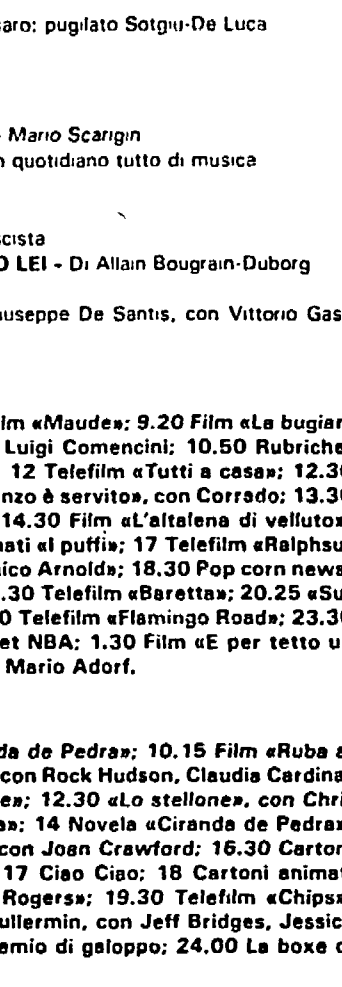 aro: pugilato Sotgiu-De Luca
- Mario Scarigin
n quotidiano tutto di musica
cista
O LEI - Di Allain Bougrain-Duborg
iuseppe De Santis, con Vittorio Gas
lm «Maude»; 9.20 Film «La bugiar
Luigi Comencini; 10.50 Rubriche
12 Telefilm «Tutti a casa»; 12.30
nzo è servito», con Corrado; 13.30
14.30 Film «L'altalena di velluto»
nati «I puffi»; 17 Telefilm «Ralphsu
ico Arnold»; 18.30 Pop corn news
.30 Telefilm «Baretta»; 20.25 «Su
0 Telefilm «Flamingo Road»; 23.30
et NBA; 1.30 Film «E per tetto u
Mario Adorf.
da de Pedra»; 10.15 Film «Ruba a
con Rock Hudson, Claudia Cardina
e»; 12.30 «Lo stellone», con Chri
a»; 14 Novela «Ciranda de Pedra»
con Joan Crawford; 16.30 Carton
17 Ciao Ciao; 18 Cartoni animat
Rogers»; 19.30 Telefilm «Chips»
ullermin, con Jeff Bridges, Jessic
emio di galoppo; 24.00 La boxe d